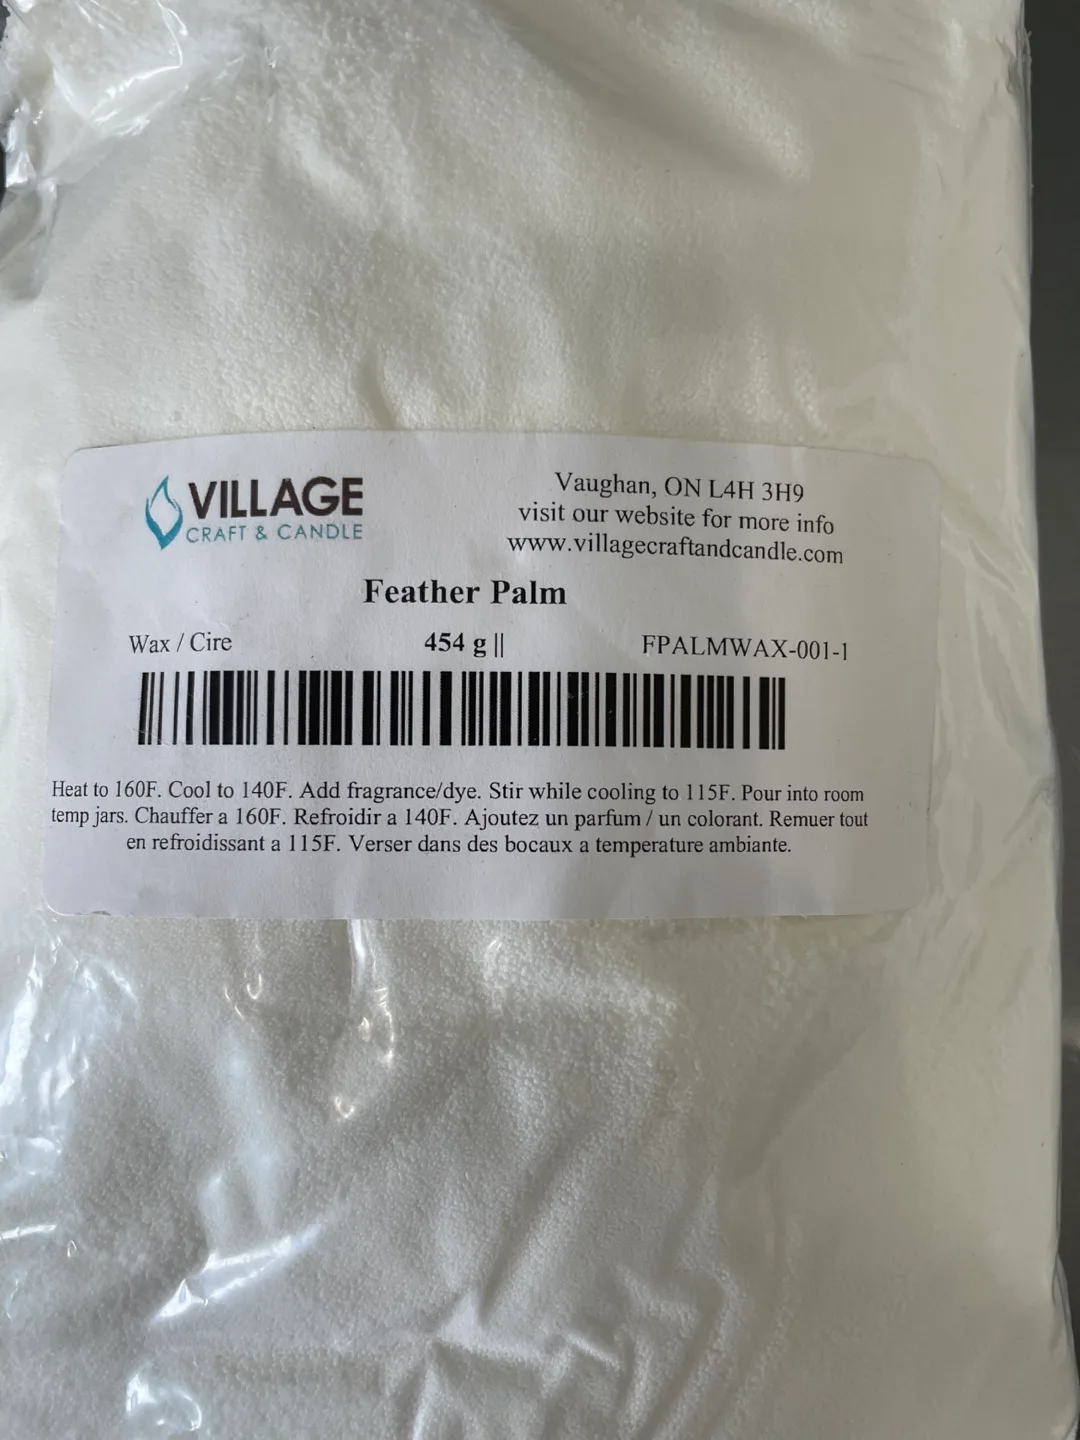 VILLAGE
CRAFT & CANDLE
Vaughan, ON L4H 3H9
visit our website for more info
www.villagecraftandcandle.com
Feather Palm
Wax / Cire
454 g ||
FPALMWAX-001-1
Heat to 160F. Cool to 140F. Add fragrance/dye. Stir while cooling to 115F. Pour into room
temp jars. Chauffer a 160F. Refroidir a 140F. Ajoutez un parfum / un colorant. Remuer tout
en refroidissant a 115F. Verser dans des bocaux a temperature ambiante.